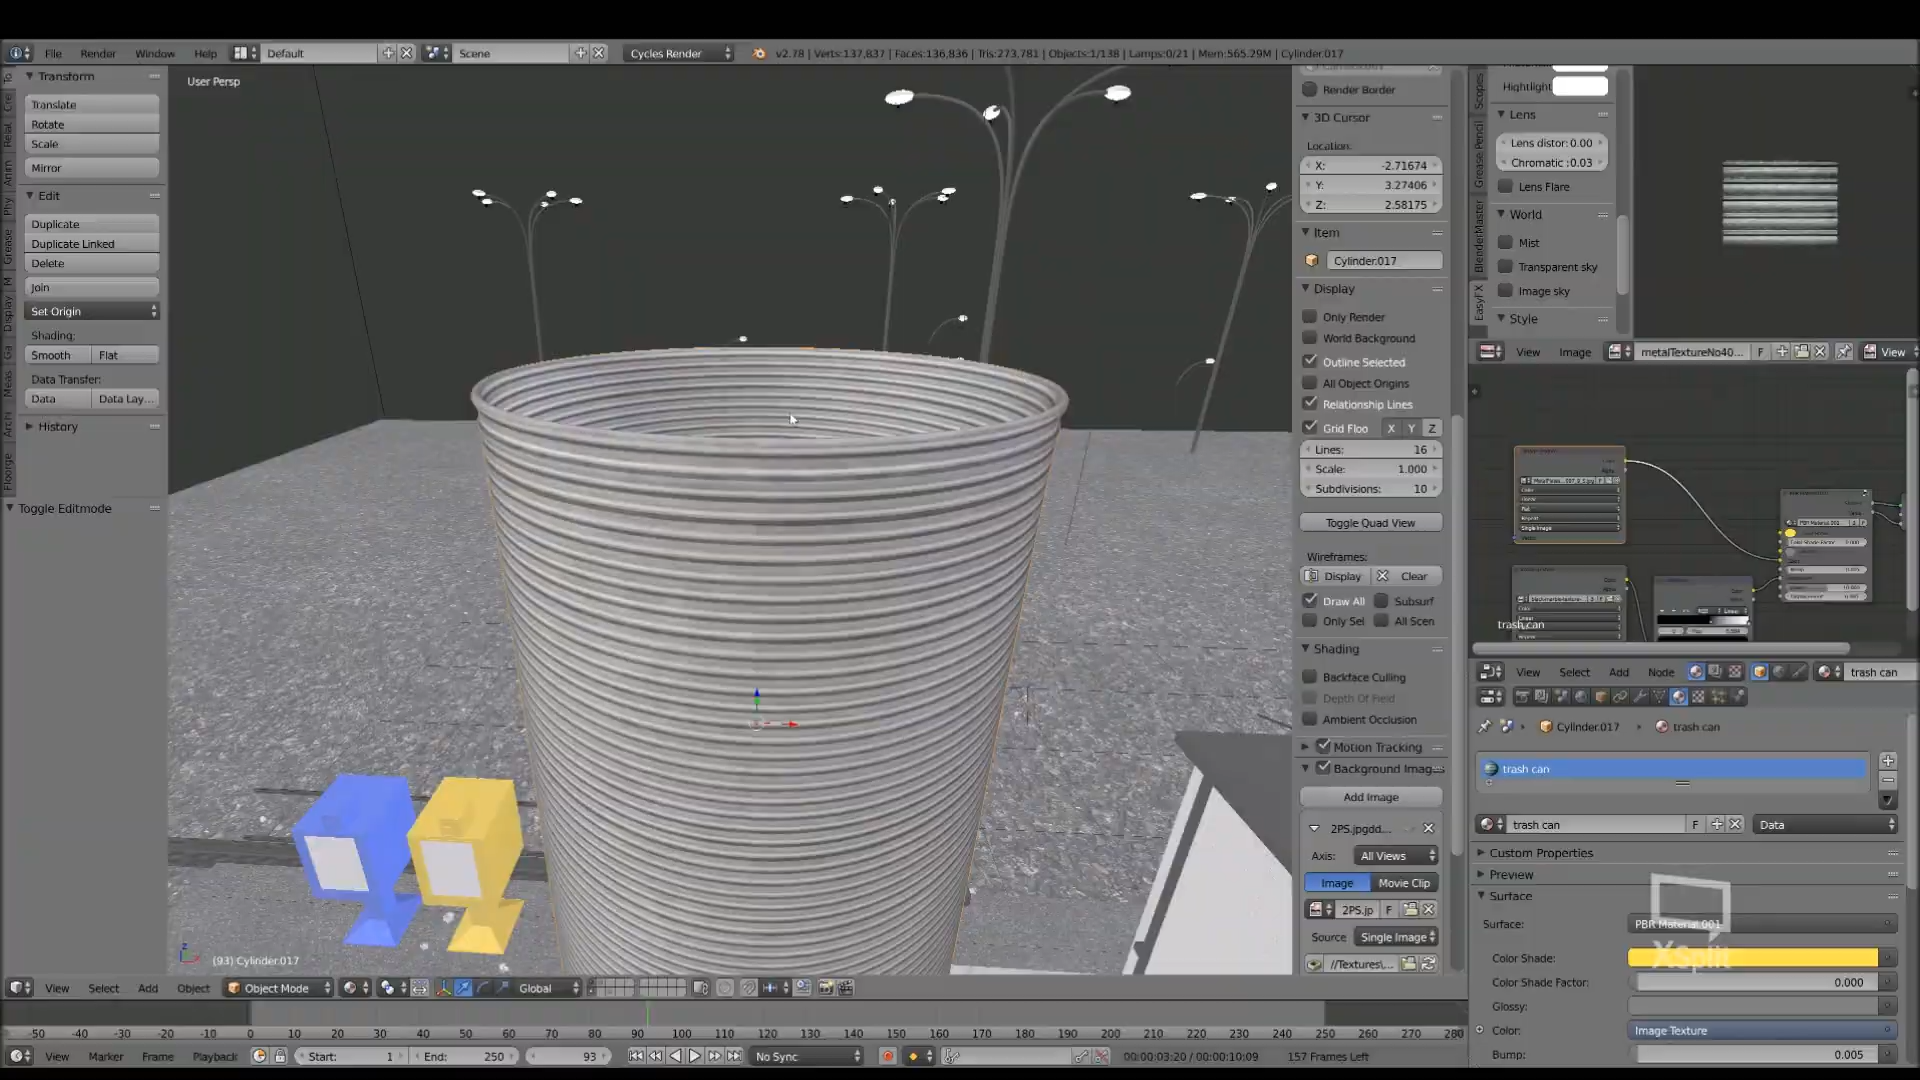 File Render Window Help Default Scene Cycles Render v2.78 | Verts:137,837 | Faces:136,836 | Tris:273,781 | Objects:1/138 | Lamps:0/21 | Mem:565.29M | Cylinder.017
Transform
Translate
Rotate
Scale
Mirror
Edit
Duplicate
Duplicate Linked
Delete
Join
Set Origin
Shading:
Smooth Flat
Data Transfer:
Data Data Lay...
History
Toggle Editmode
User Persp
(93) Cylinder.017
Render Border
3D Cursor
Location:
X: -2.71674
Y: 3.27406
Z: 2.58175
Item
Cylinder.017
Display
Only Render
World Background
Outline Selected
All Object Origins
Relationship Lines
Grid Floo X Y Z
Lines: 16
Scale: 1.000
Subdivisions: 10
Toggle Quad View
Wireframes:
Display Clear
Draw All Subsurf
Only Sel All Scen
Shading
Backface Culling
Depth Of Field
Ambient Occlusion
Motion Tracking
Background Imag
Add Image
2PS.jpgdd...
Axis: All Views
Image Movie Clip
2PS.jp F
Source Single Image
//Textures\...
Scopes
Grease Pencil
BlenderMaster
EasyFX
Hightlight
Lens
Lens distor: 0.00
Chromatic :0.03
Lens Flare
World
Mist
Transparent sky
Image sky
Style
View Image metalTextureNo40... F View
trash can
View Select Add Node trash can
Cylinder.017 trash can
trash can
trash can F Data
Custom Properties
Preview
Surface
Surface: PBR Material.001
XSplit
Color Shade:
Color Shade Factor: 0.000
Glossy:
Color: Image Texture
Bump: 0.005
View Select Add Object Object Mode Global
-50 -40 -30 -20 -10 0 10 20 30 40 50 60 70 80 90 100 110 120 130 140 150 160 170 180 190 200 210 220 230 240 250 260 270 280
View Marker Frame Playback Start: 1 End: 250 93 No Sync 00:00:03:20 / 00:00:10:09 157 Frames Left